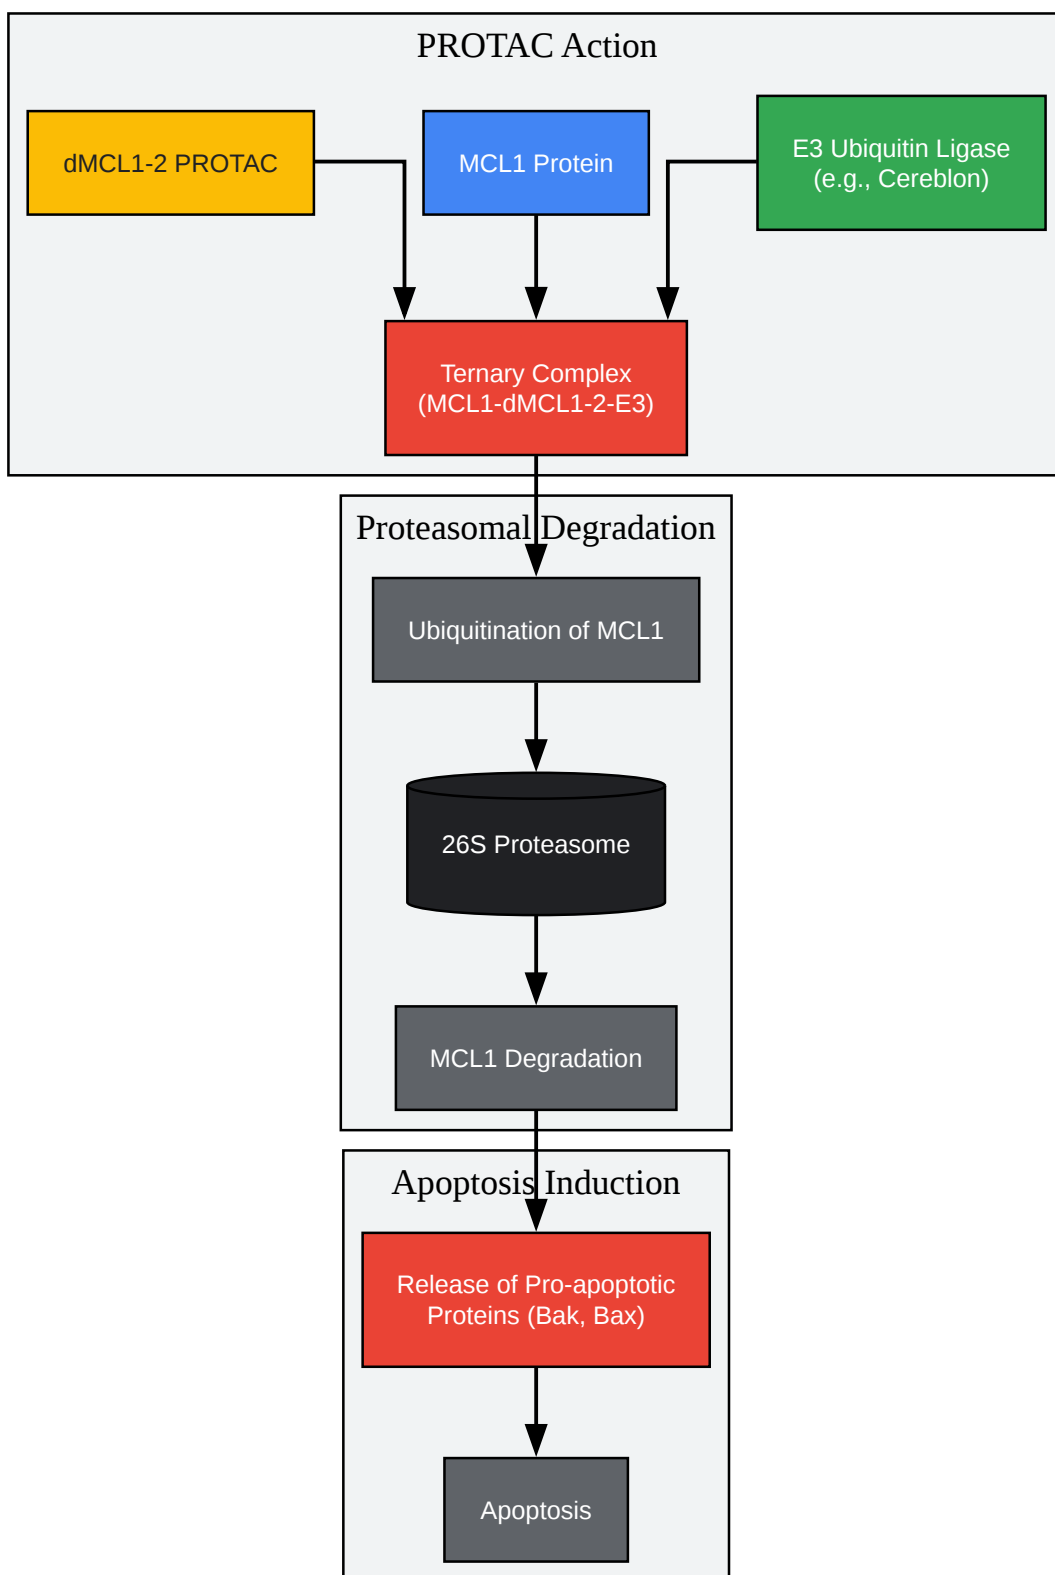 PROTAC Action
dMCL1-2 PROTAC
MCL1 Protein
E3 Ubiquitin Ligase
(e.g., Cereblon)
Ternary Complex
(MCL1-dMCL1-2-E3)
Proteasomal Degradation
Ubiquitination of MCL1
26S Proteasome
MCL1 Degradation
Apoptosis Induction
Release of Pro-apoptotic
Proteins (Bak, Bax)
Apoptosis